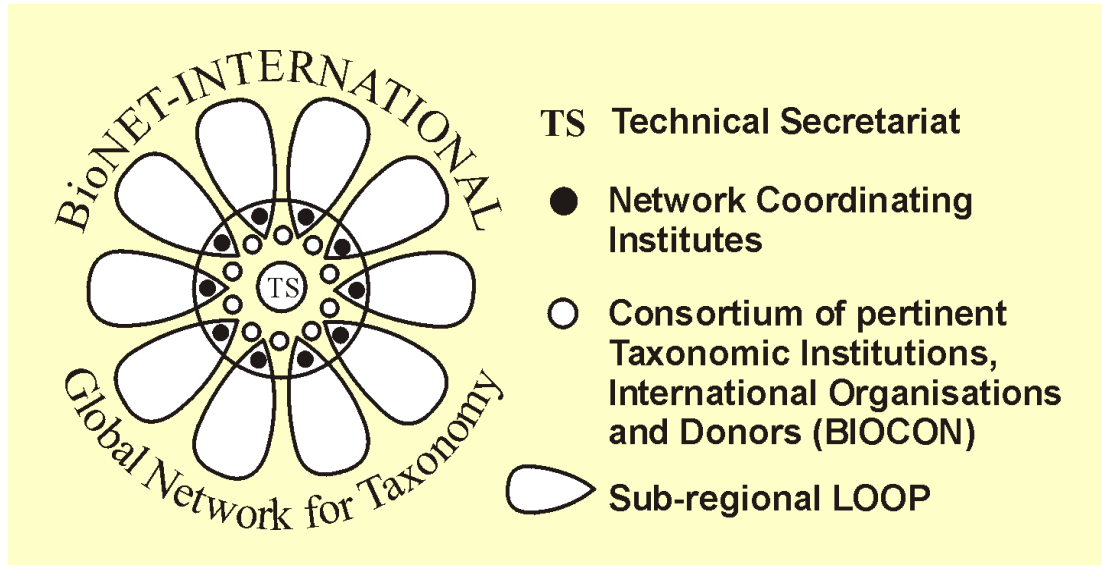 BioNET-INTERNATIONAL
TS
Global Network for Taxonomy
TS Technical Secretariat
Network Coordinating
Institutes
Consortium of pertinent
Taxonomic Institutions,
International Organisations
and Donors (BIOCON)
Sub-regional LOOP